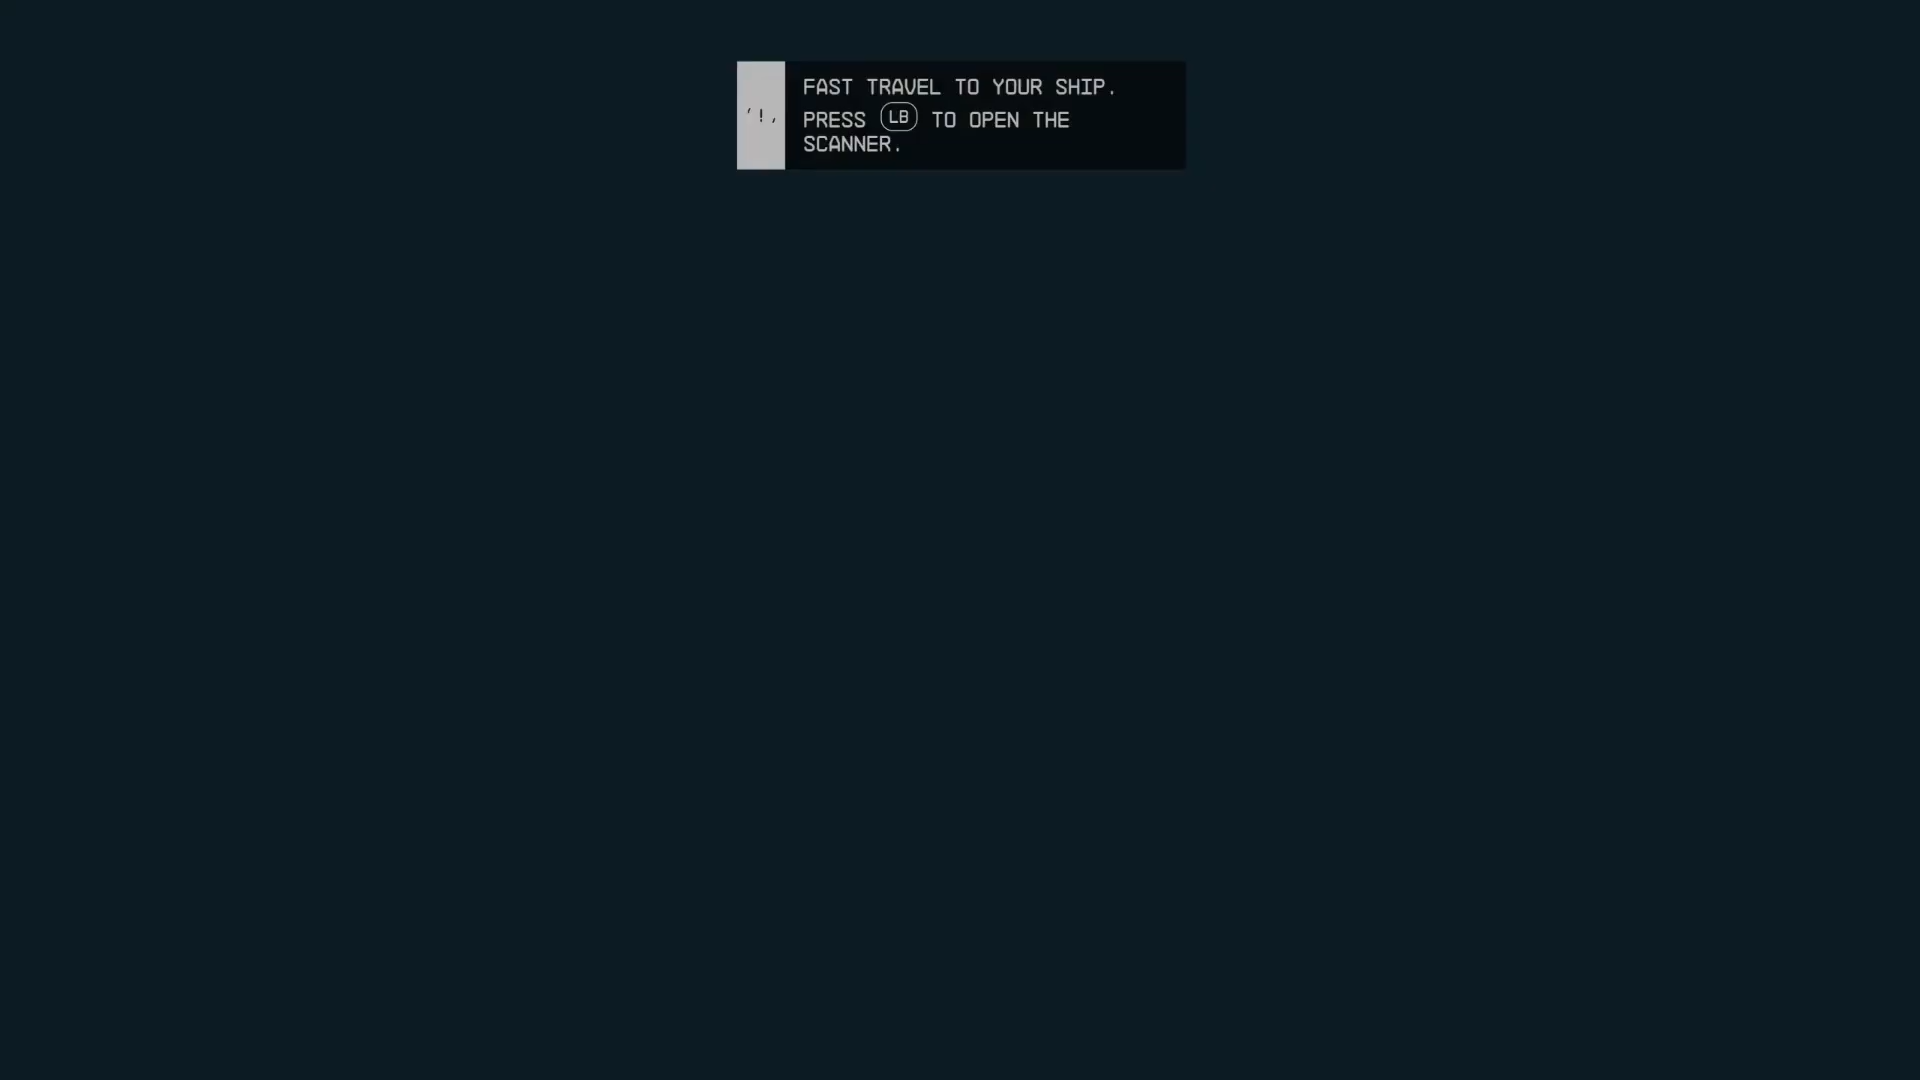 FAST TRAVEL TO YOUR SHIP.
PRESS LB TO OPEN THE
SCANNER.